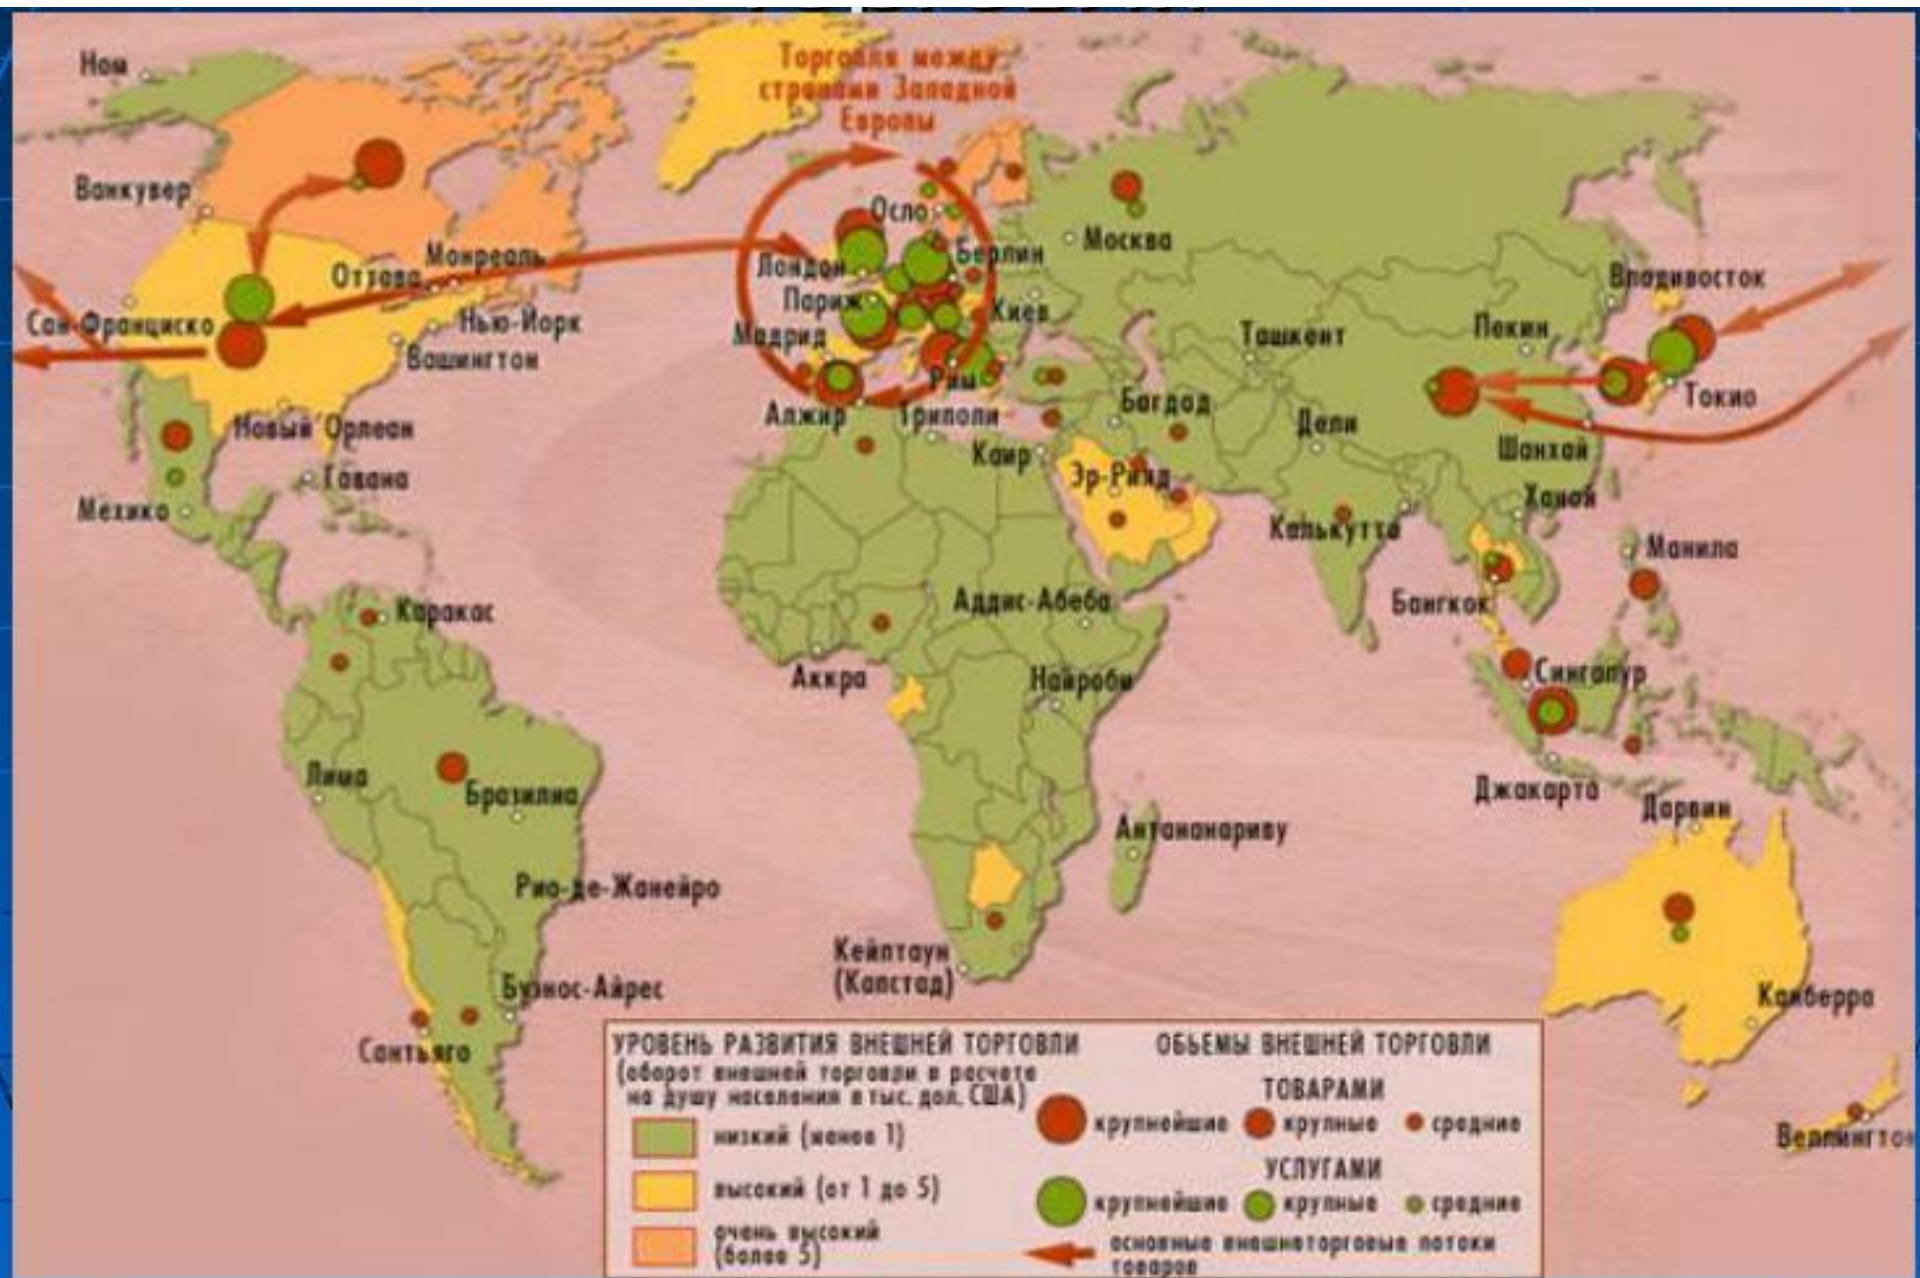 Ном
Торговля между
странами Западной
Европы
Ванкувер
Осло
Москва
Монреаль
Берлин
Оттава
Лондон
Владивосток
Париж
Киев
Сан-Франциско
Нью-Йорк
Мадрид
Ташкент
Пекин
Вашингтон
Рим
Токио
Алжир
Триполи
Багдад
Новый Орлеан
Дели
Каир
Шанхай
Гавана
Эр-Рияд
Мехико
Ханой
Калькутта
Манила
Каракас
Аддис-Абеба
Бангкок
Аккра
Найроби
Сингапур
Лима
Бразилиа
Джакарта
Дарвин
Антананариву
Рио-де-Жанейро
Кейптаун
(Капстад)
Буэнос-Айрес
Канберра
Сантьяго
Веллингтон
УРОВЕНЬ РАЗВИТИЯ ВНЕШНЕЙ ТОРГОВЛИ
(оборот внешней торговли в расчете
на душу населения в тыс. дол. США)
низкий (менее 1)
высокий (от 1 до 5)
очень высокий
(более 5)
ОБЬЕМЫ ВНЕШНЕЙ ТОРГОВЛИ
ТОВАРАМИ
крупнейшие крупные средние
УСЛУГАМИ
крупнейшие крупные средние
основные внешнеторговые потоки
товаров